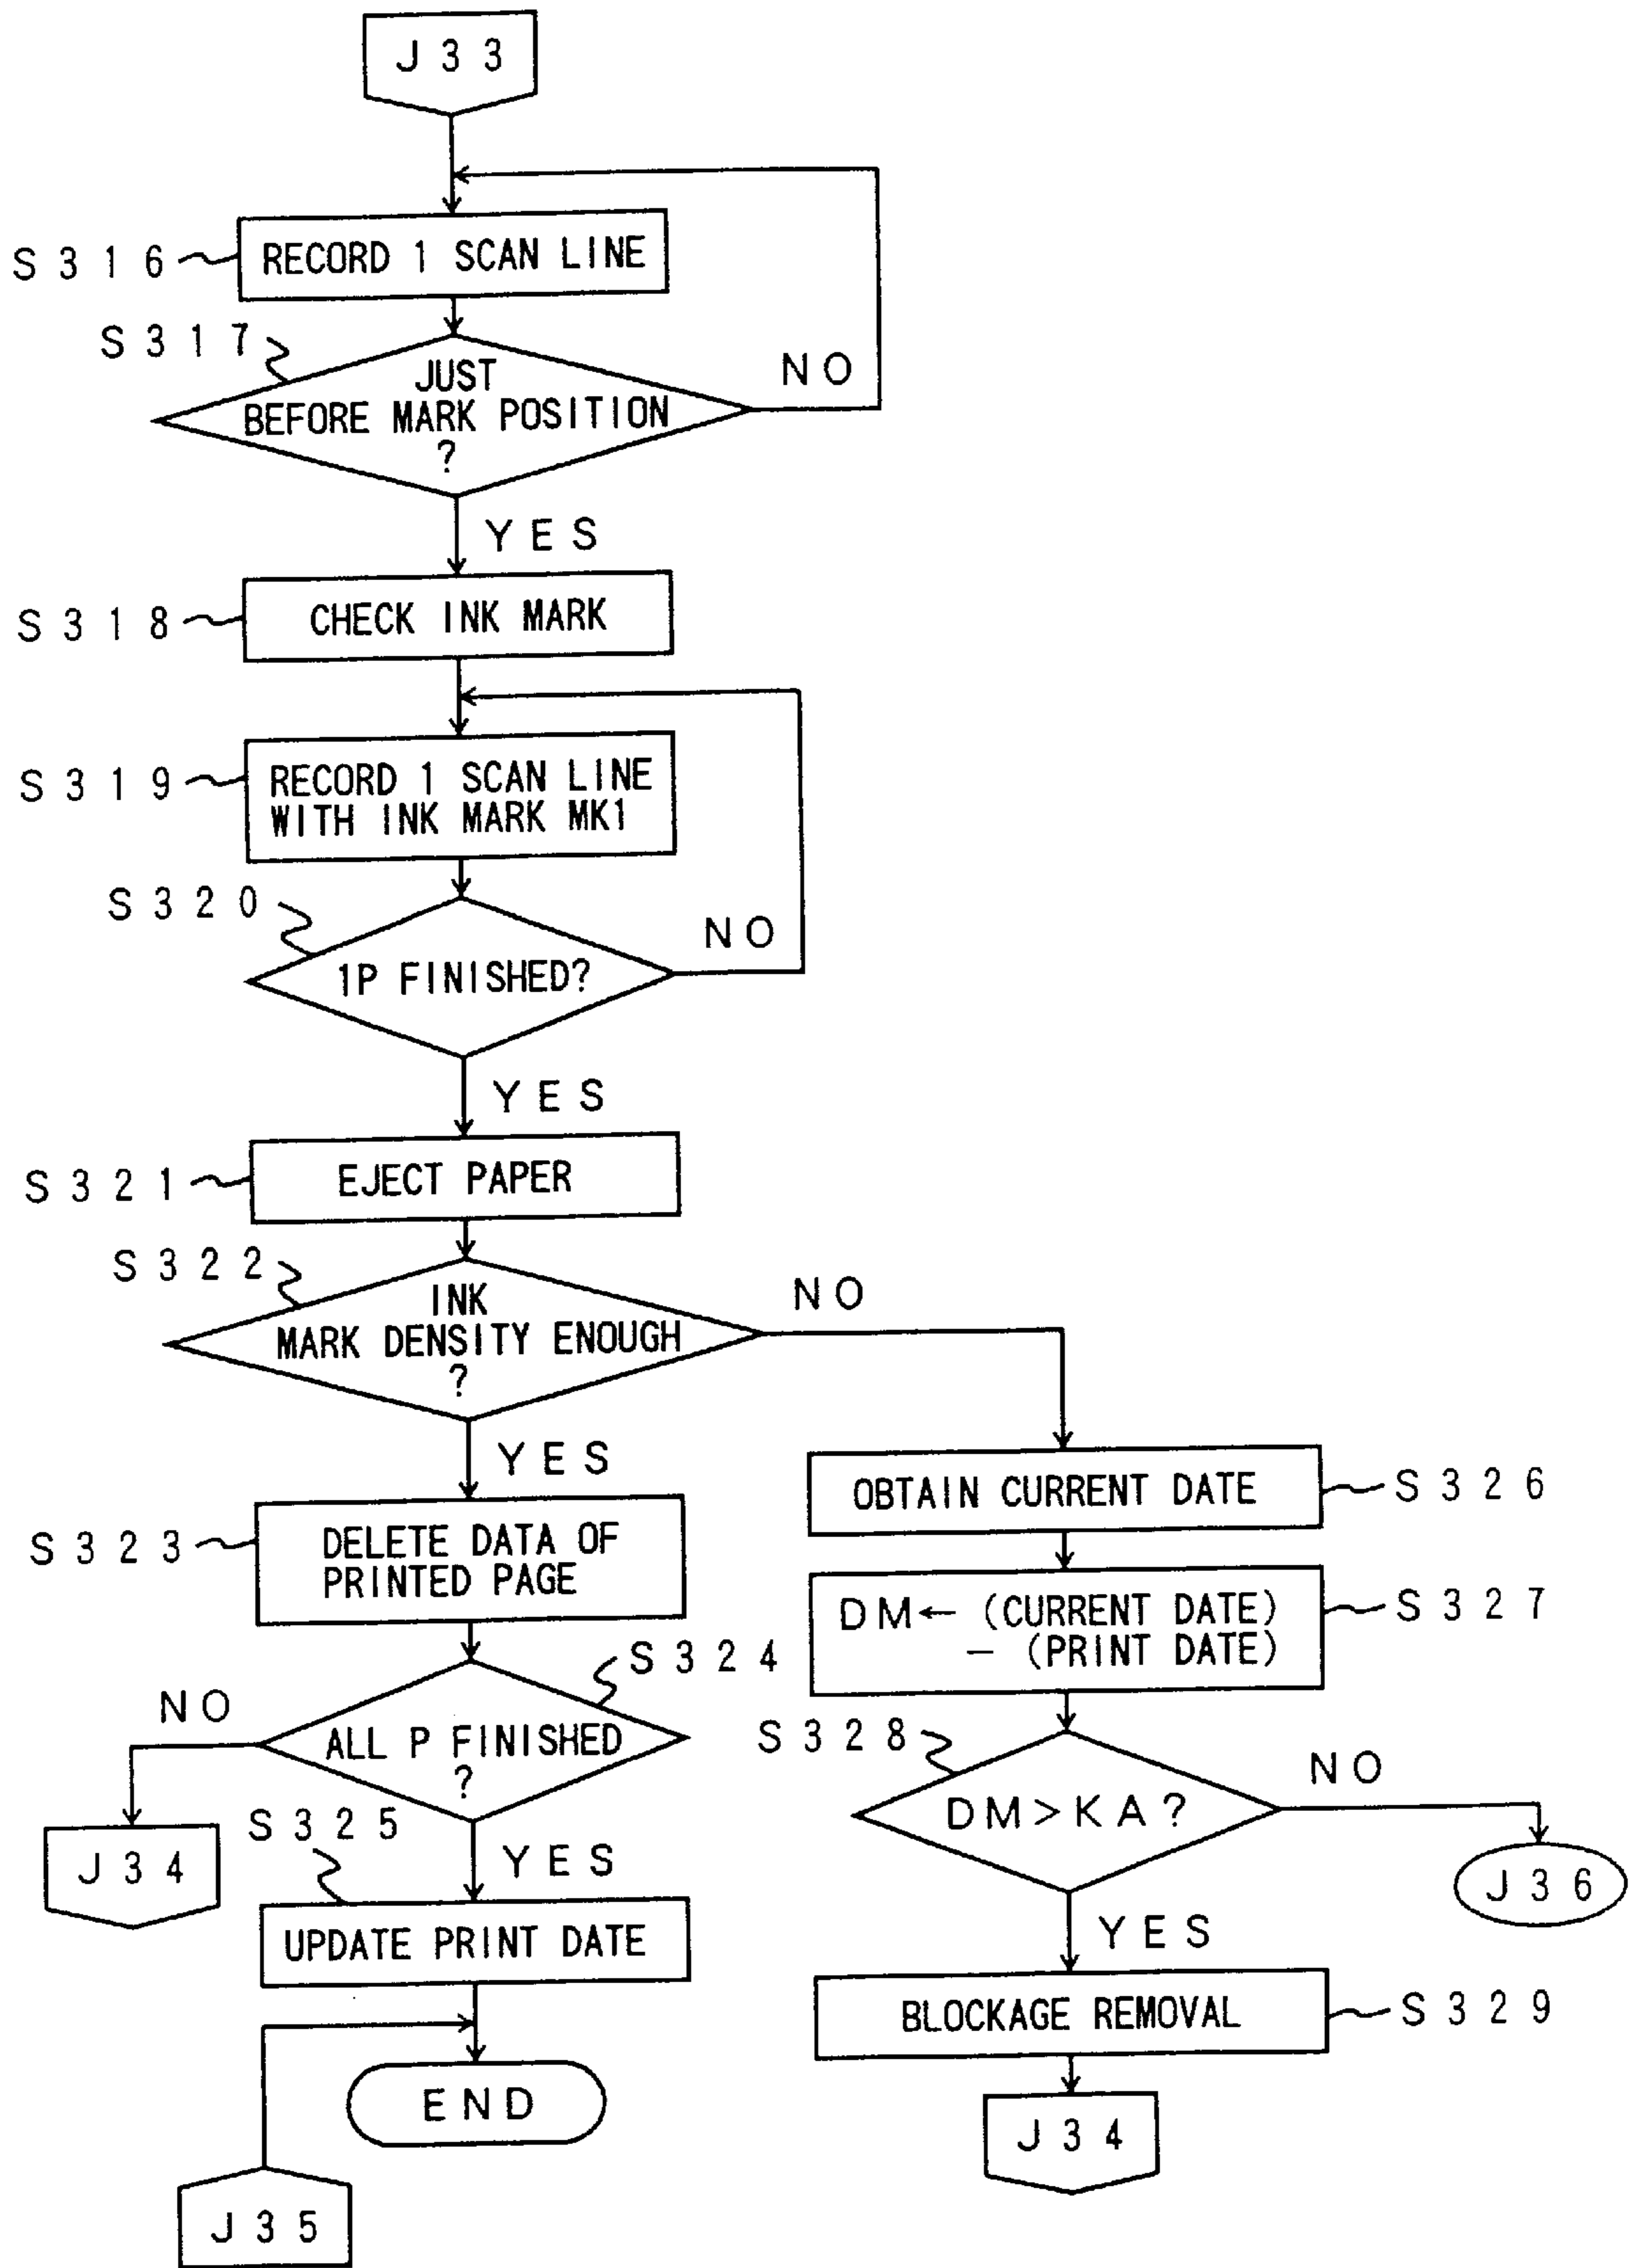 J33
S316
RECORD 1 SCAN LINE
S317
JUST
BEFORE MARK POSITION
?
NO
YES
S318
CHECK INK MARK
S319
RECORD 1 SCAN LINE
WITH INK MARK MK1
S320
1P FINISHED?
NO
YES
S321
EJECT PAPER
S322
INK
MARK DENSITY ENOUGH
?
NO
YES
S323
DELETE DATA OF
PRINTED PAGE
S324
ALL P FINISHED
?
NO
J34
YES
S325
UPDATE PRINT DATE
END
J35
OBTAIN CURRENT DATE
S326
DM← (CURRENT DATE)
− (PRINT DATE)
S327
S328
DM>KA?
NO
J36
YES
BLOCKAGE REMOVAL
S329
J34